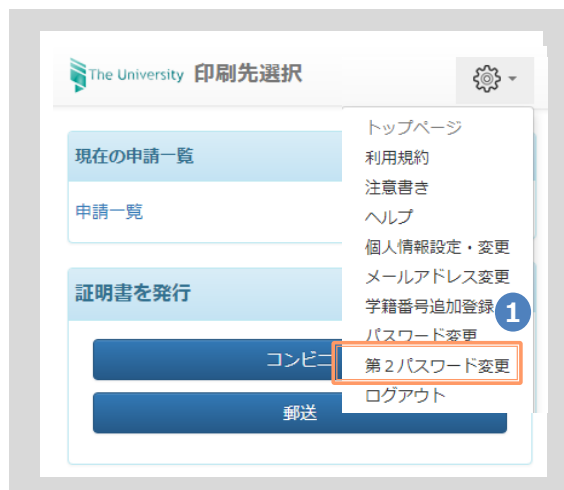 The University 印刷先選択
現在の申請一覧
申請一覧
証明書を発行
コンビニ
郵送
トップページ
利用規約
注意書き
ヘルプ
個人情報設定・変更
メールアドレス変更
学籍番号追加登録
1
パスワード変更
第２パスワード変更
ログアウト